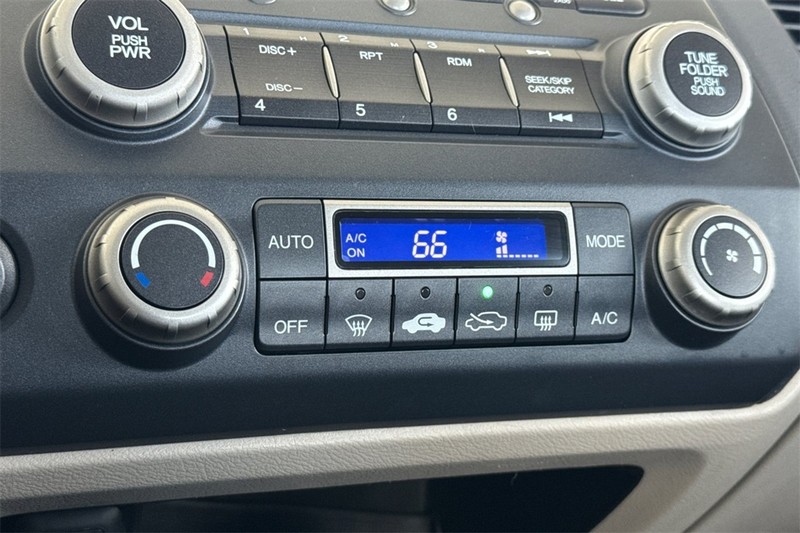 VOL
PUSH
PWR
1 2 3
DISC+ RPT RDM
DISC−
SEEK/SKIP
CATEGORY
4 5 6
TUNE
FOLDER
PUSH
SOUND
AUTO
A/C
ON
66
MODE
OFF
A/C